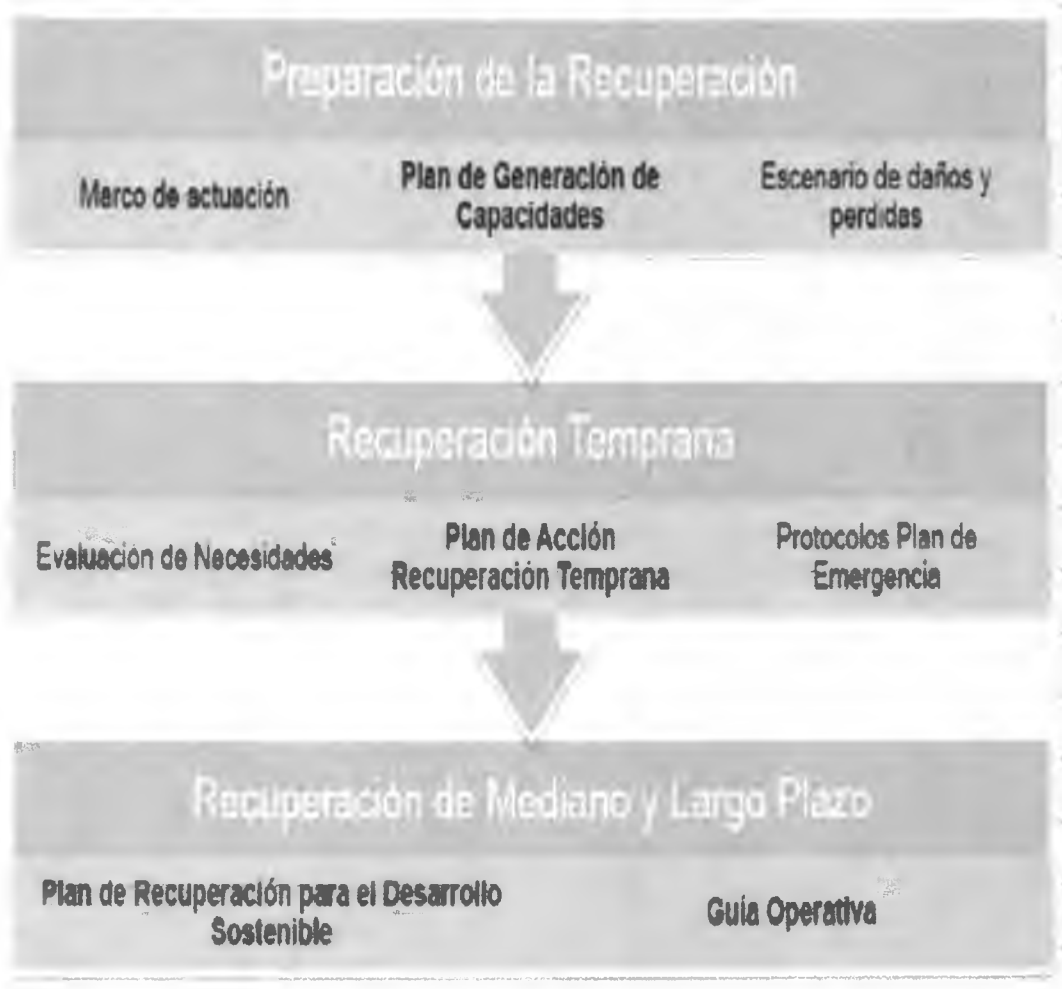 Preparación de la Recuperación
Marco de actuación
Plan de Generación de
Capacidades
Escenario de daños y
perdidas
Recuperación Temprana
Evaluación de Necesidades
Plan de Acción
Recuperación Temprana
Protocolos Plan de
Emergencia
Recuperación de Mediano y Largo Plazo
Plan de Recuperación para el Desarrollo
Sostenible
Guía Operativa